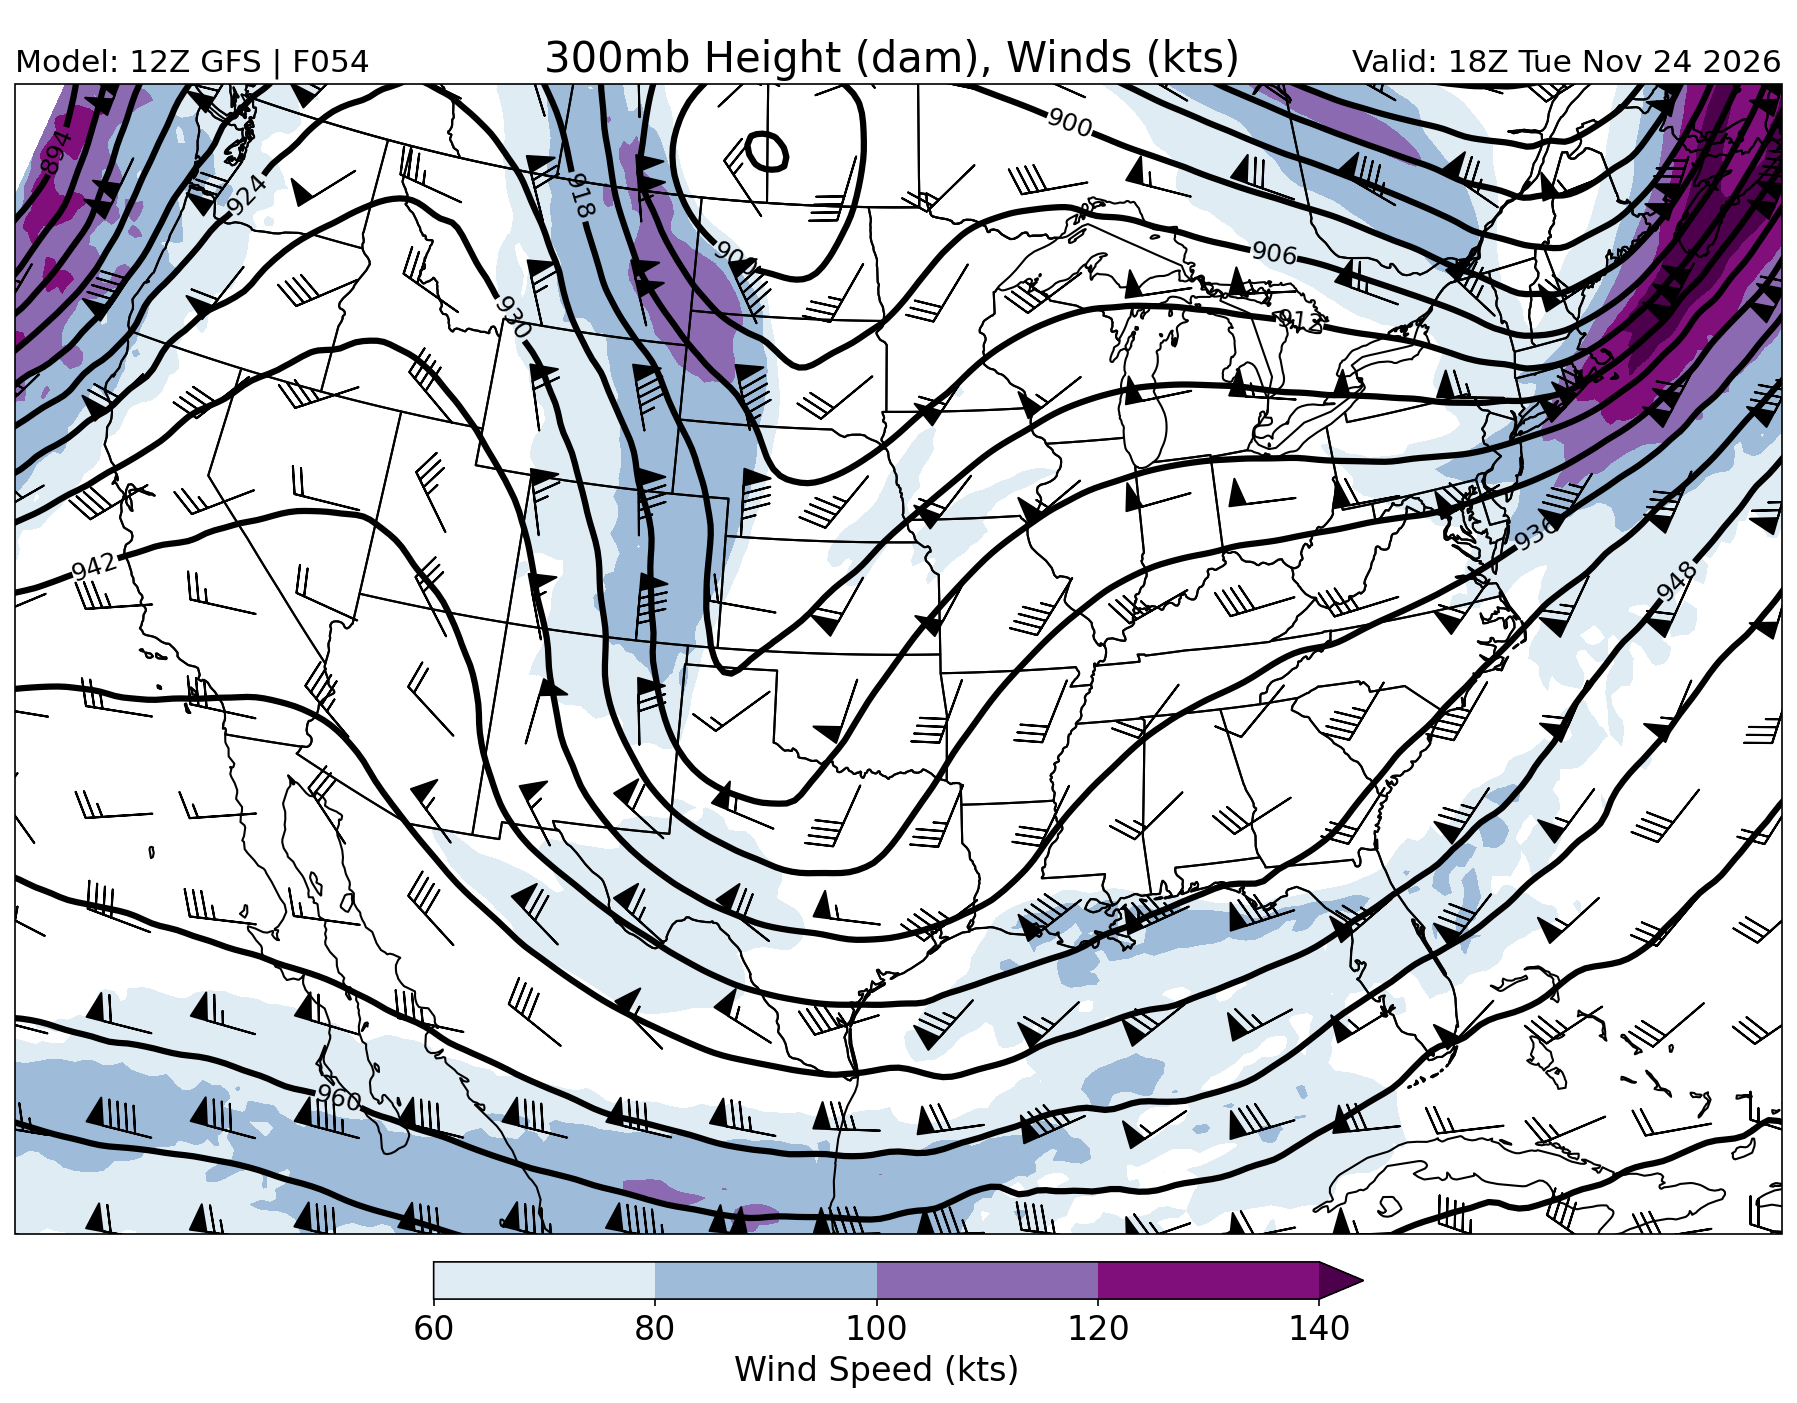 Model: 12Z GFS | F054
300mb Height (dam), Winds (kts)
Valid: 18Z Tue Nov 24 2026
894
900
924
918
900
906
930
912
942
936
948
960
60 80 100 120 140
Wind Speed (kts)